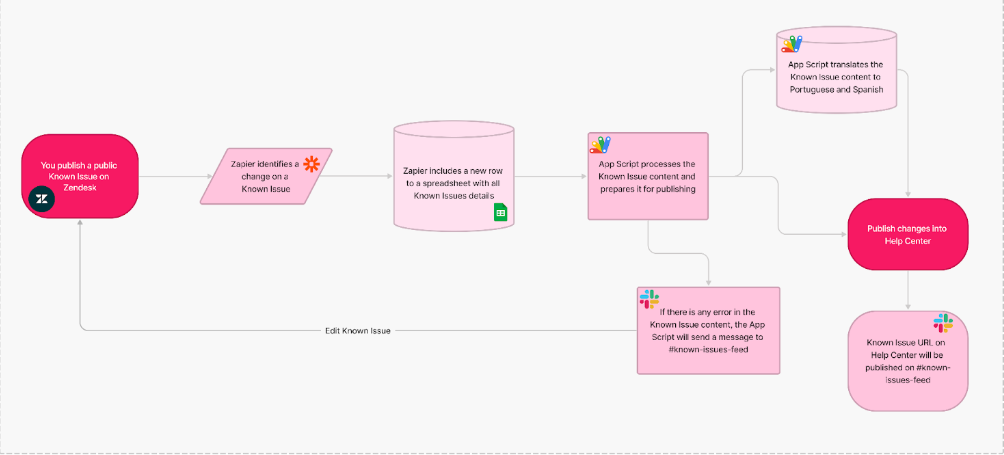 You publish a public
Known Issue on
Zendesk
Zapier identifies a
change on a
Known Issue
Zapier includes a new row
to a spreadsheet with all
Known Issues details
App Script processes the
Known Issue content and
prepares it for publishing
App Script translates the
Known Issue content to
Portuguese and Spanish
Publish changes into
Help Center
If there is any error in the
Known Issue content, the App
Script will send a message to
#known-issues-feed
Edit Known Issue
Known Issue URL on
Help Center will be
published on #known-
issues-feed